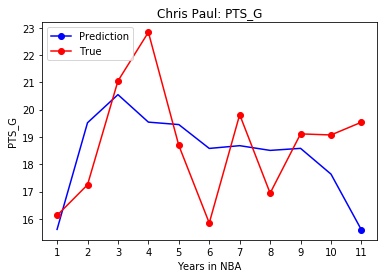 Chris Paul: PTS_G
Prediction
True
PTS_G
23
22
21
20
19
18
17
16
1 2 3 4 5 6 7 8 9 10 11
Years in NBA